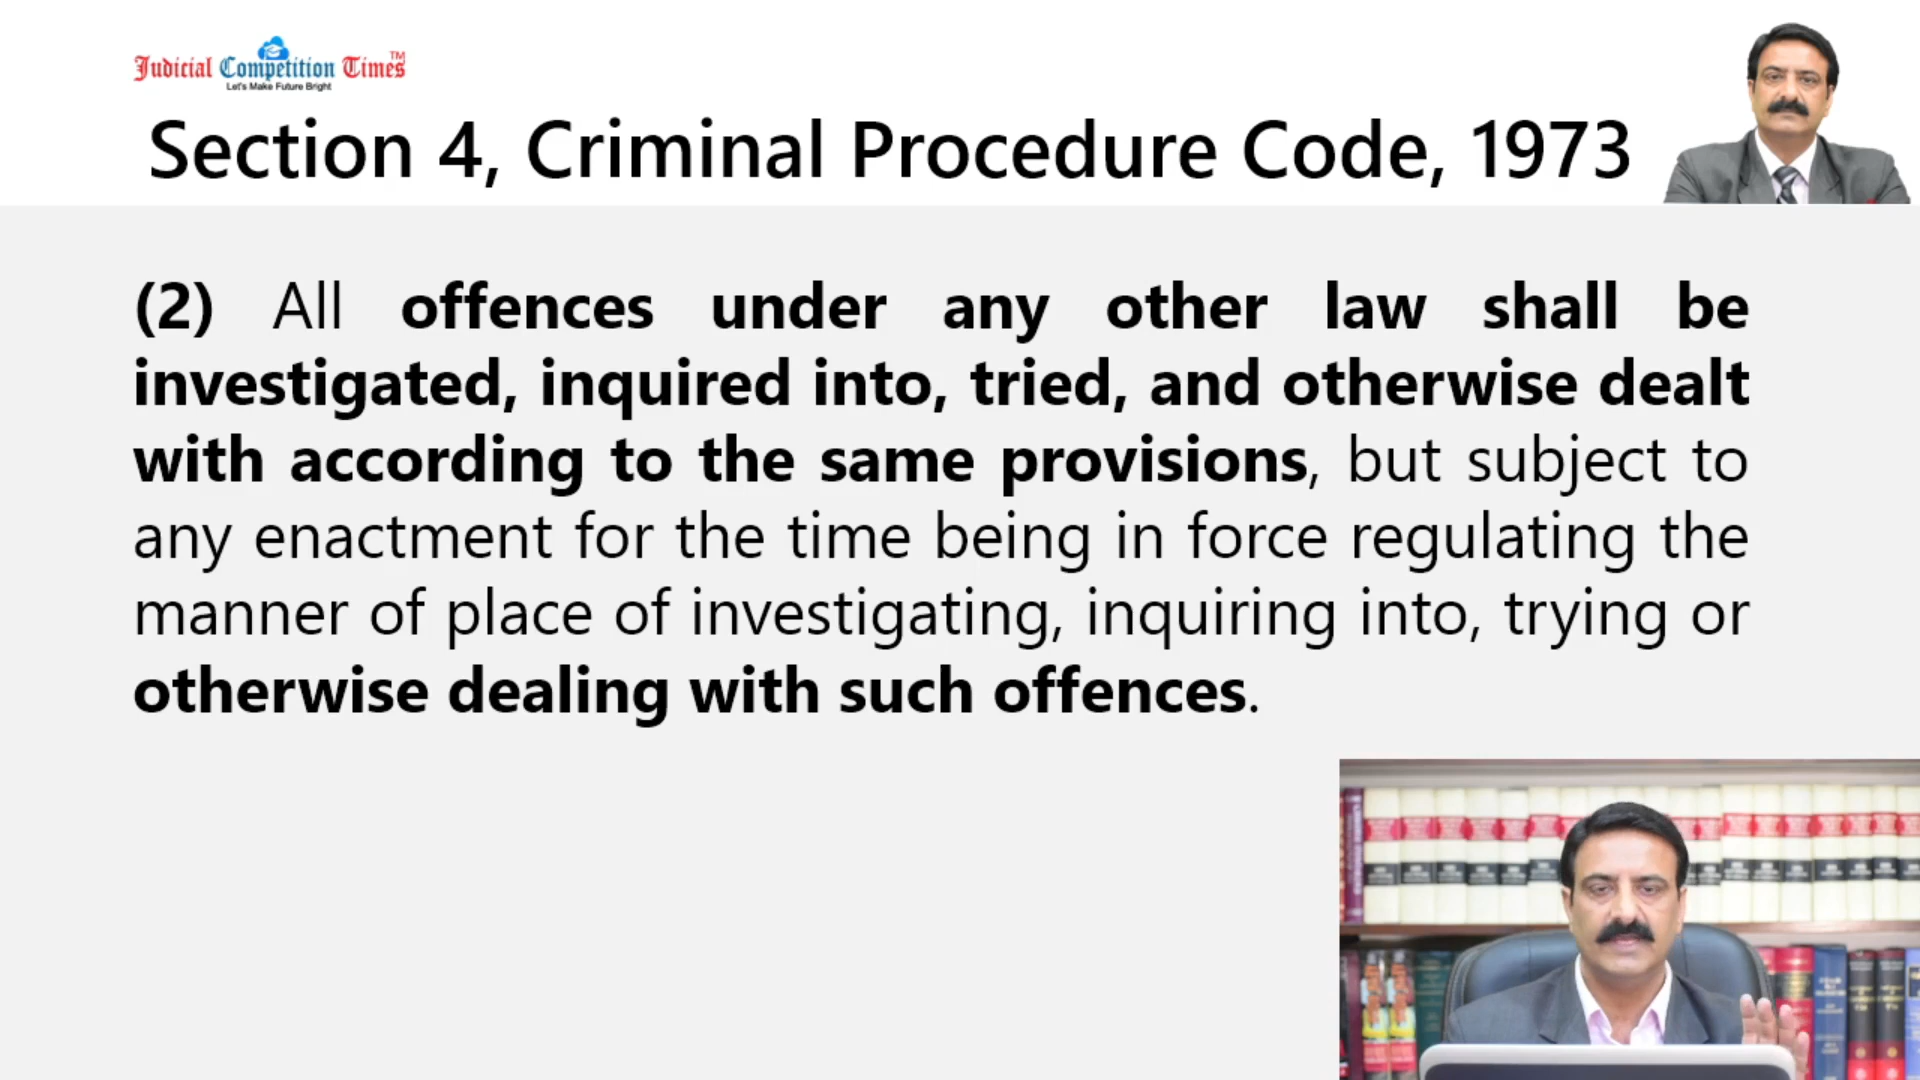 Judicial Competition Times™
Let's Make Future Bright
Section 4, Criminal Procedure Code, 1973
(2) All offences under any other law shall be
investigated, inquired into, tried, and otherwise dealt
with according to the same provisions, but subject to
any enactment for the time being in force regulating the
manner of place of investigating, inquiring into, trying or
otherwise dealing with such offences.